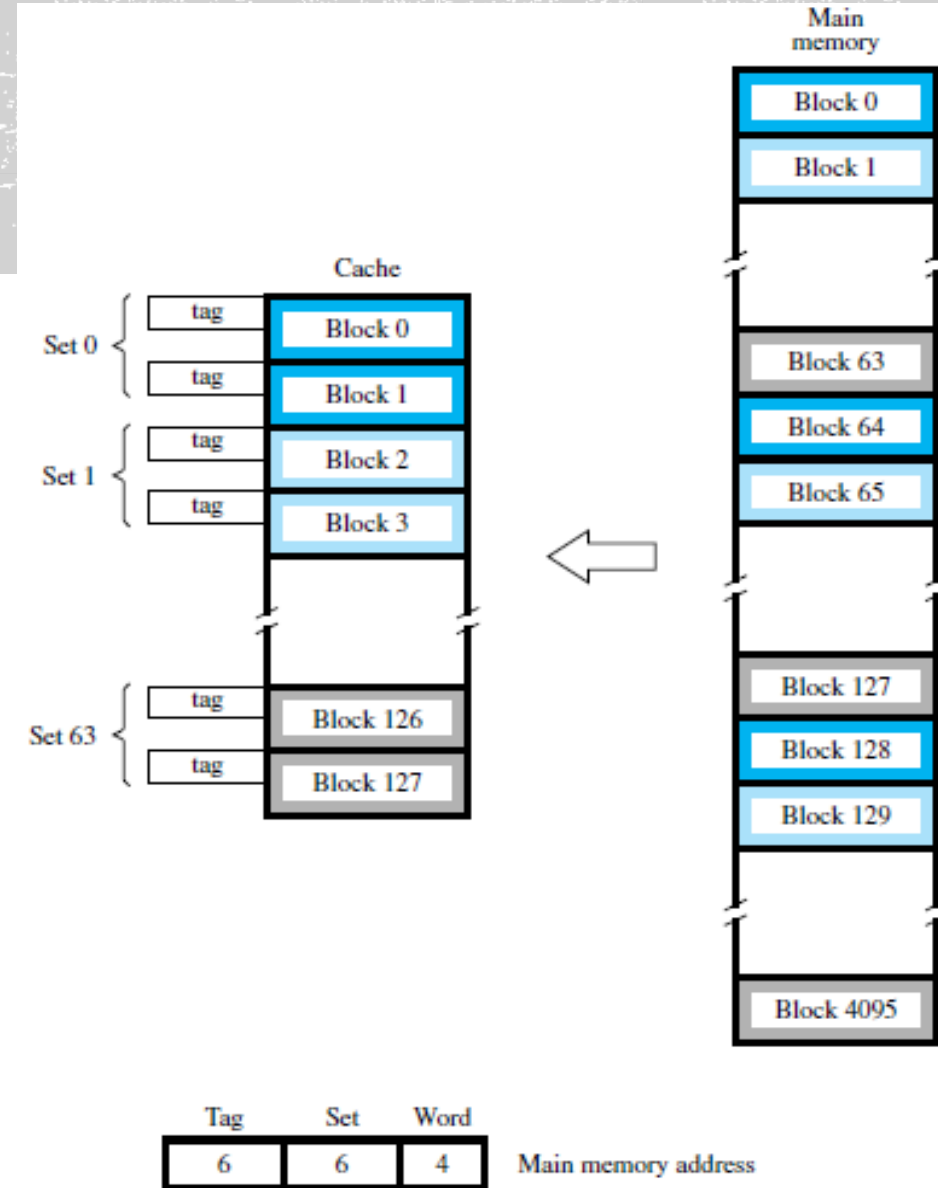 Main
memory
Block 0
Block 1
Block 63
Block 64
Block 65
Block 127
Block 128
Block 129
Block 4095
Cache
Set 0
tag
Block 0
tag
Block 1
Set 1
tag
Block 2
tag
Block 3
Set 63
tag
Block 126
tag
Block 127
Tag Set Word
6 6 4 Main memory address